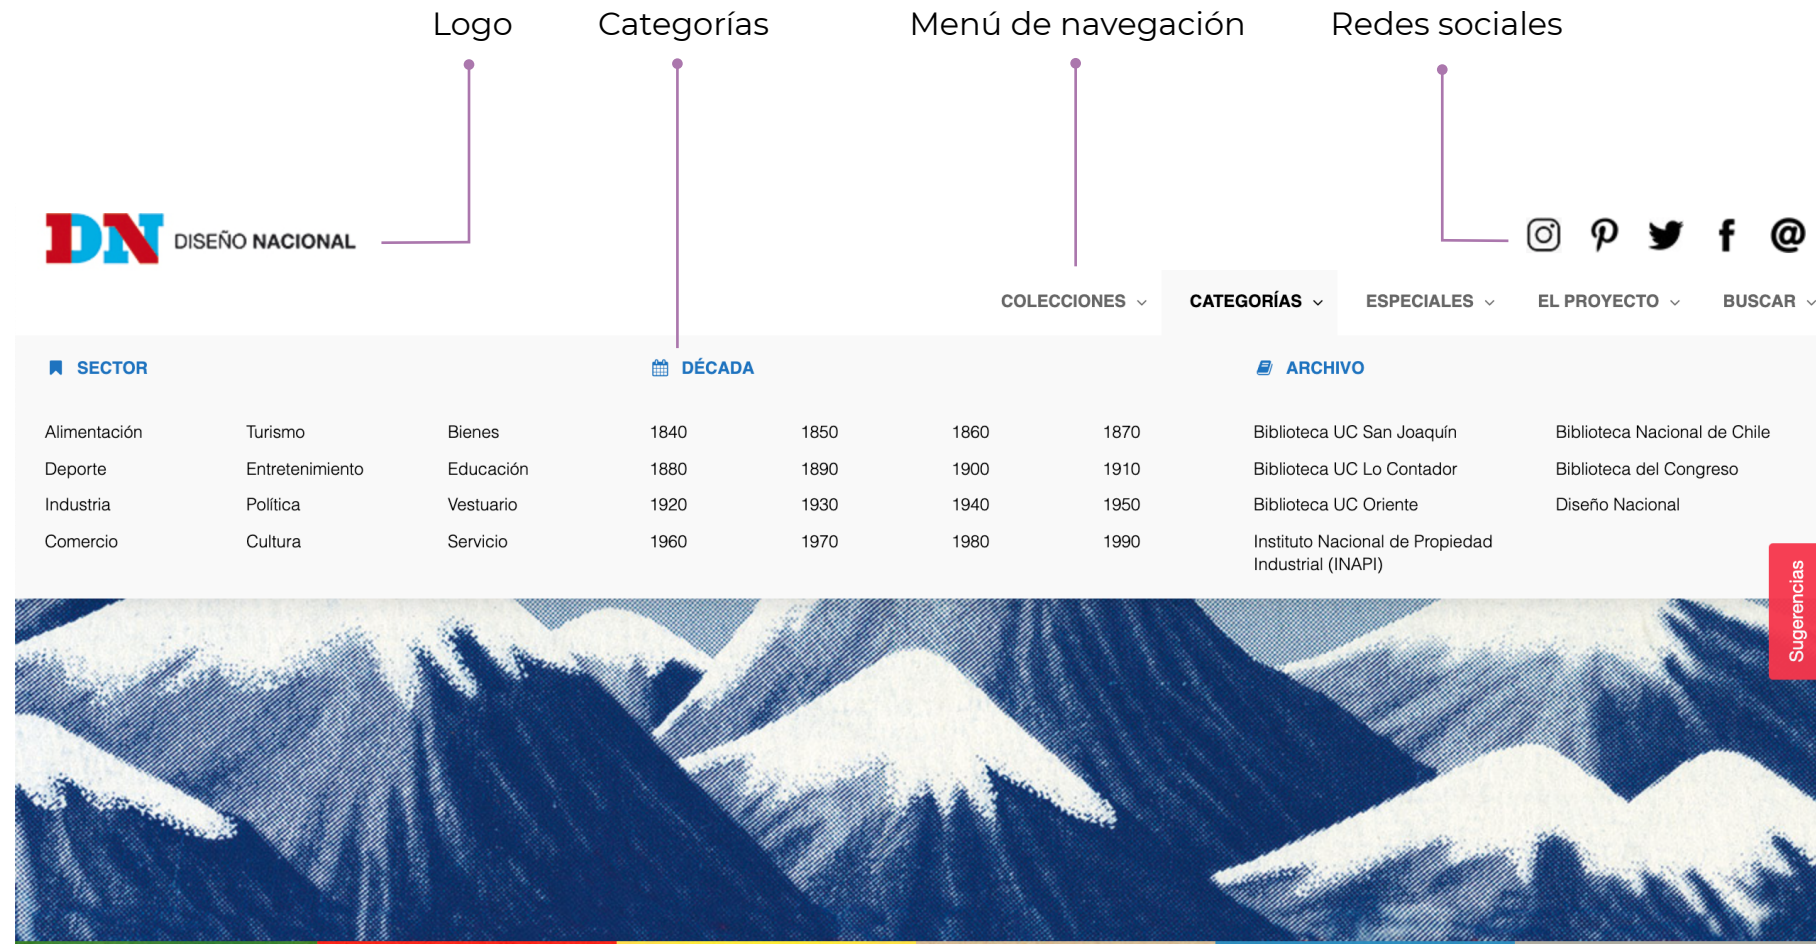 Logo Categorías Menú de navegación Redes sociales
DN DISEÑO NACIONAL
COLECCIONES CATEGORÍAS ESPECIALES EL PROYECTO BUSCAR
SECTOR DÉCADA ARCHIVO
Alimentación Turismo Bienes 1840 1850 1860 1870 Biblioteca UC San Joaquín Biblioteca Nacional de Chile
Deporte Entretenimiento Educación 1880 1890 1900 1910 Biblioteca UC Lo Contador Biblioteca del Congreso
Industria Política Vestuario 1920 1930 1940 1950 Biblioteca UC Oriente Diseño Nacional
Comercio Cultura Servicio 1960 1970 1980 1990 Instituto Nacional de Propiedad
Industrial (INAPI)
Sugerencias